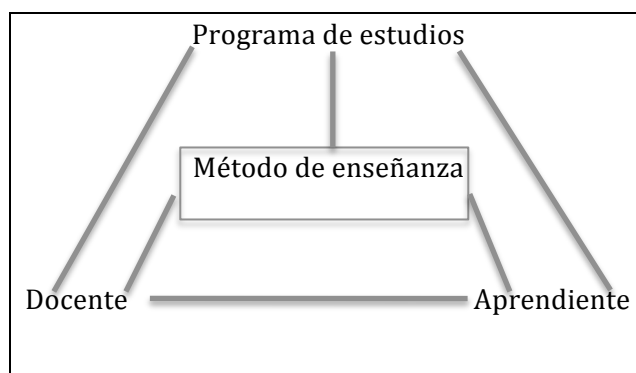 Programa de estudios
Método de enseñanza
Docente
Aprendiente